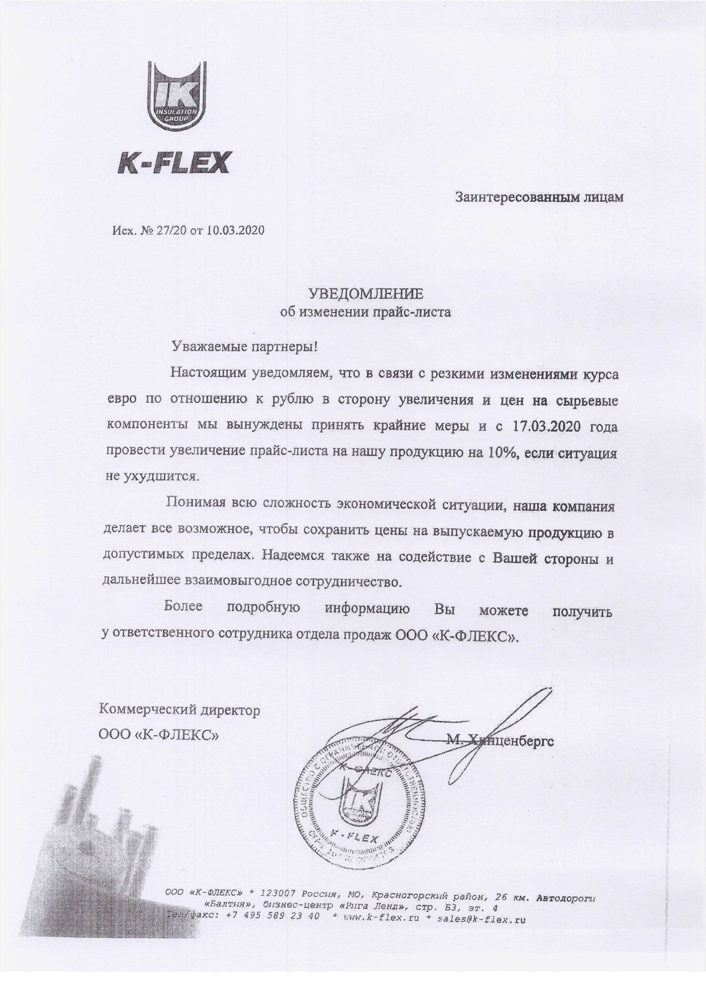 IK
INSULATION
GROUP
K-FLEX
Заинтересованным лицам
Исх. № 27/20 от 10.03.2020
УВЕДОМЛЕНИЕ
об изменении прайс-листа
Уважаемые партнеры!
Настоящим уведомляем, что в связи с резкими изменениями курса
евро по отношению к рублю в сторону увеличения и цен на сырьевые
компоненты мы вынуждены принять крайние меры и с 17.03.2020 года
провести увеличение прайс-листа на нашу продукцию на 10%, если ситуация
не ухудшится.
Понимая всю сложность экономической ситуации, наша компания
делает все возможное, чтобы сохранить цены на выпускаемую продукцию в
допустимых пределах. Надеемся также на содействие с Вашей стороны и
дальнейшее взаимовыгодное сотрудничество.
Более подробную информацию Вы можете получить
у ответственного сотрудника отдела продаж ООО «К-ФЛЕКС».
Коммерческий директор
ООО «К-ФЛЕКС»
М. Хинценбергс
ОБЩЕСТВО С ОГРАНИЧЕННОЙ ОТВЕТСТВЕННОСТЬЮ
К-ФЛЕКС
IK
K-FLEX
ООО «К-ФЛЕКС» * 123007 Россия, МО, Красногорский район, 26 км. Автодороги
«Балтия», бизнес-центр «Рига Ленд», стр. Б3, эт. 4
Тел/факс: +7 495 589 23 40 * www.k-flex.ru * sales@k-flex.ru